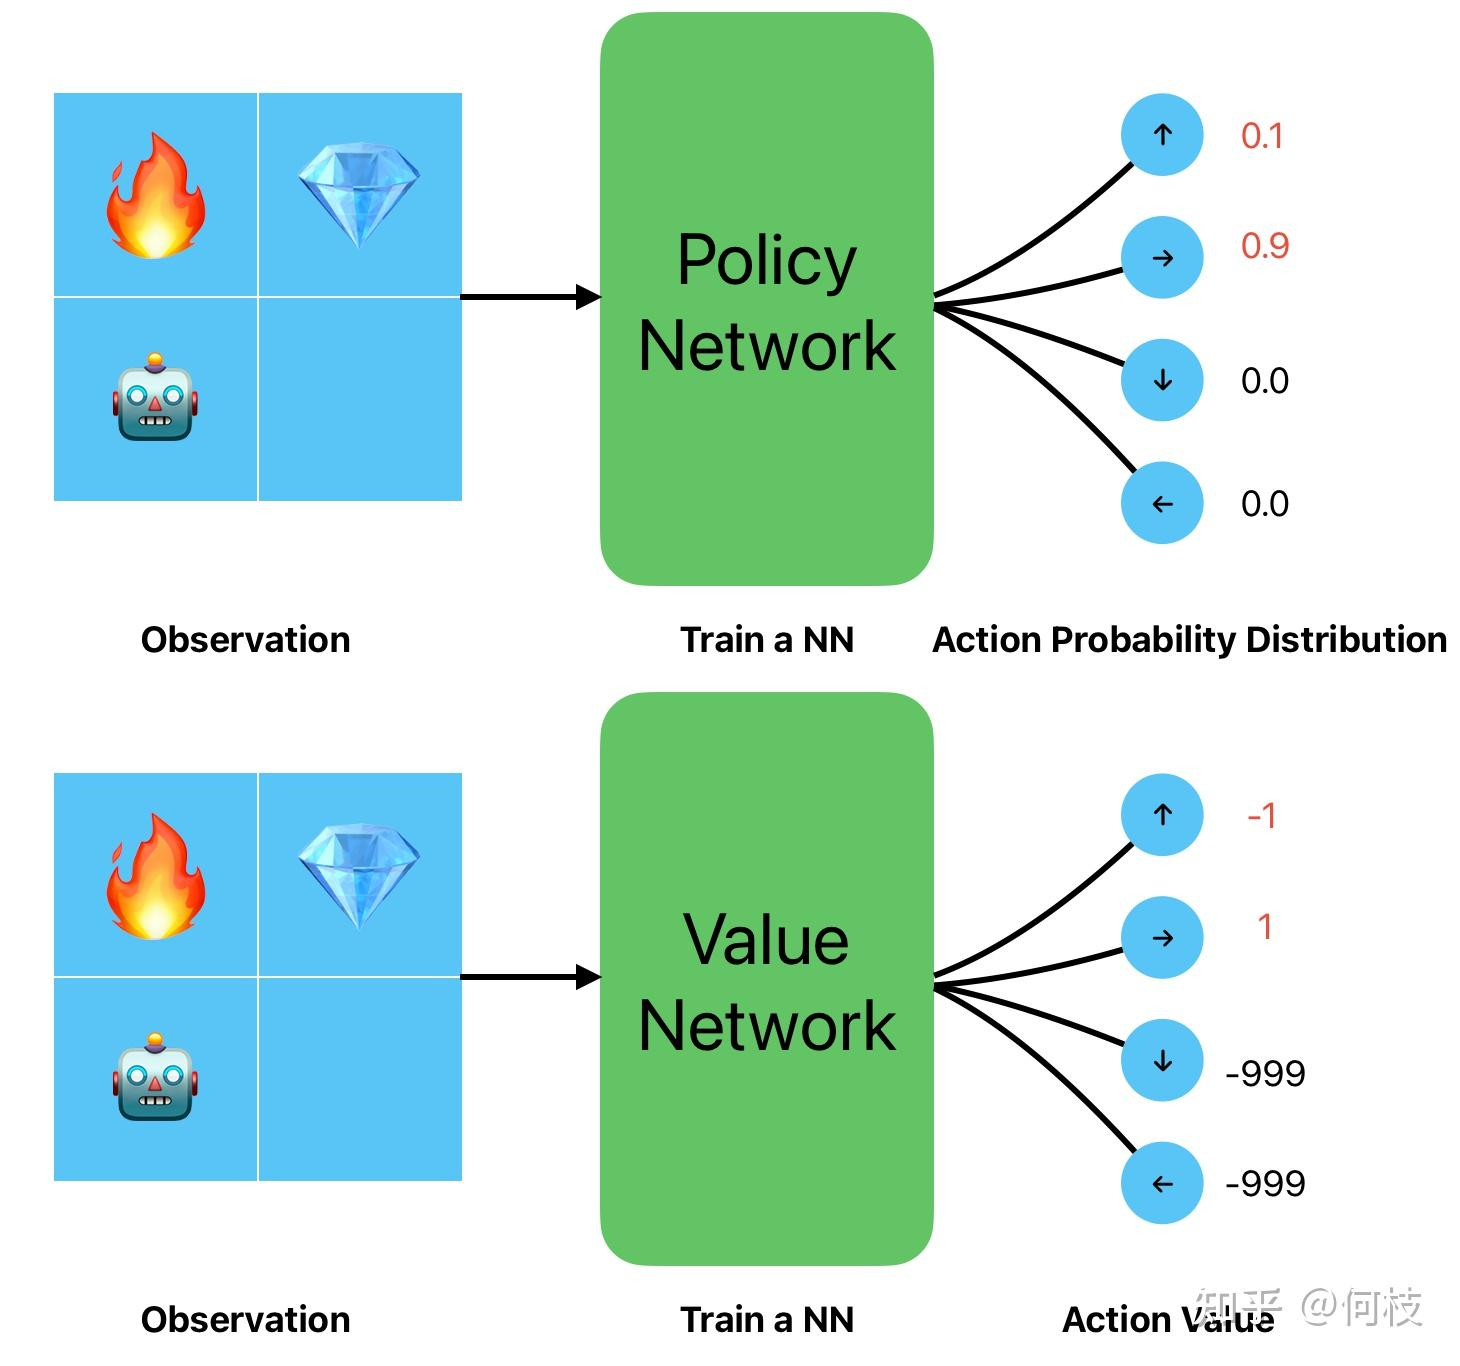 Policy
Network
↑ 0.1
→ 0.9
↓ 0.0
← 0.0
Observation
Train a NN
Action Probability Distribution
Value
Network
↑ -1
→ 1
↓ -999
← -999
Observation
Train a NN
Action Value
知乎 @何枝